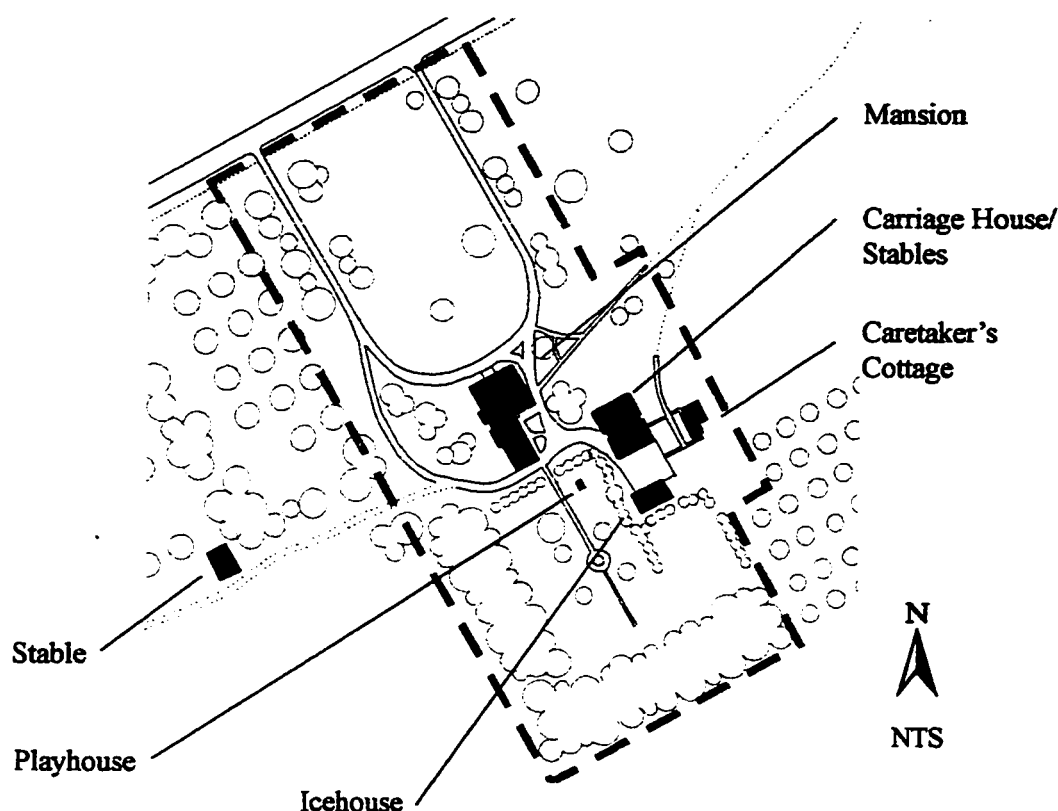 Mansion
Carriage House/
Stables
Caretaker's
Cottage
N
NTS
Stable
Playhouse
Icehouse